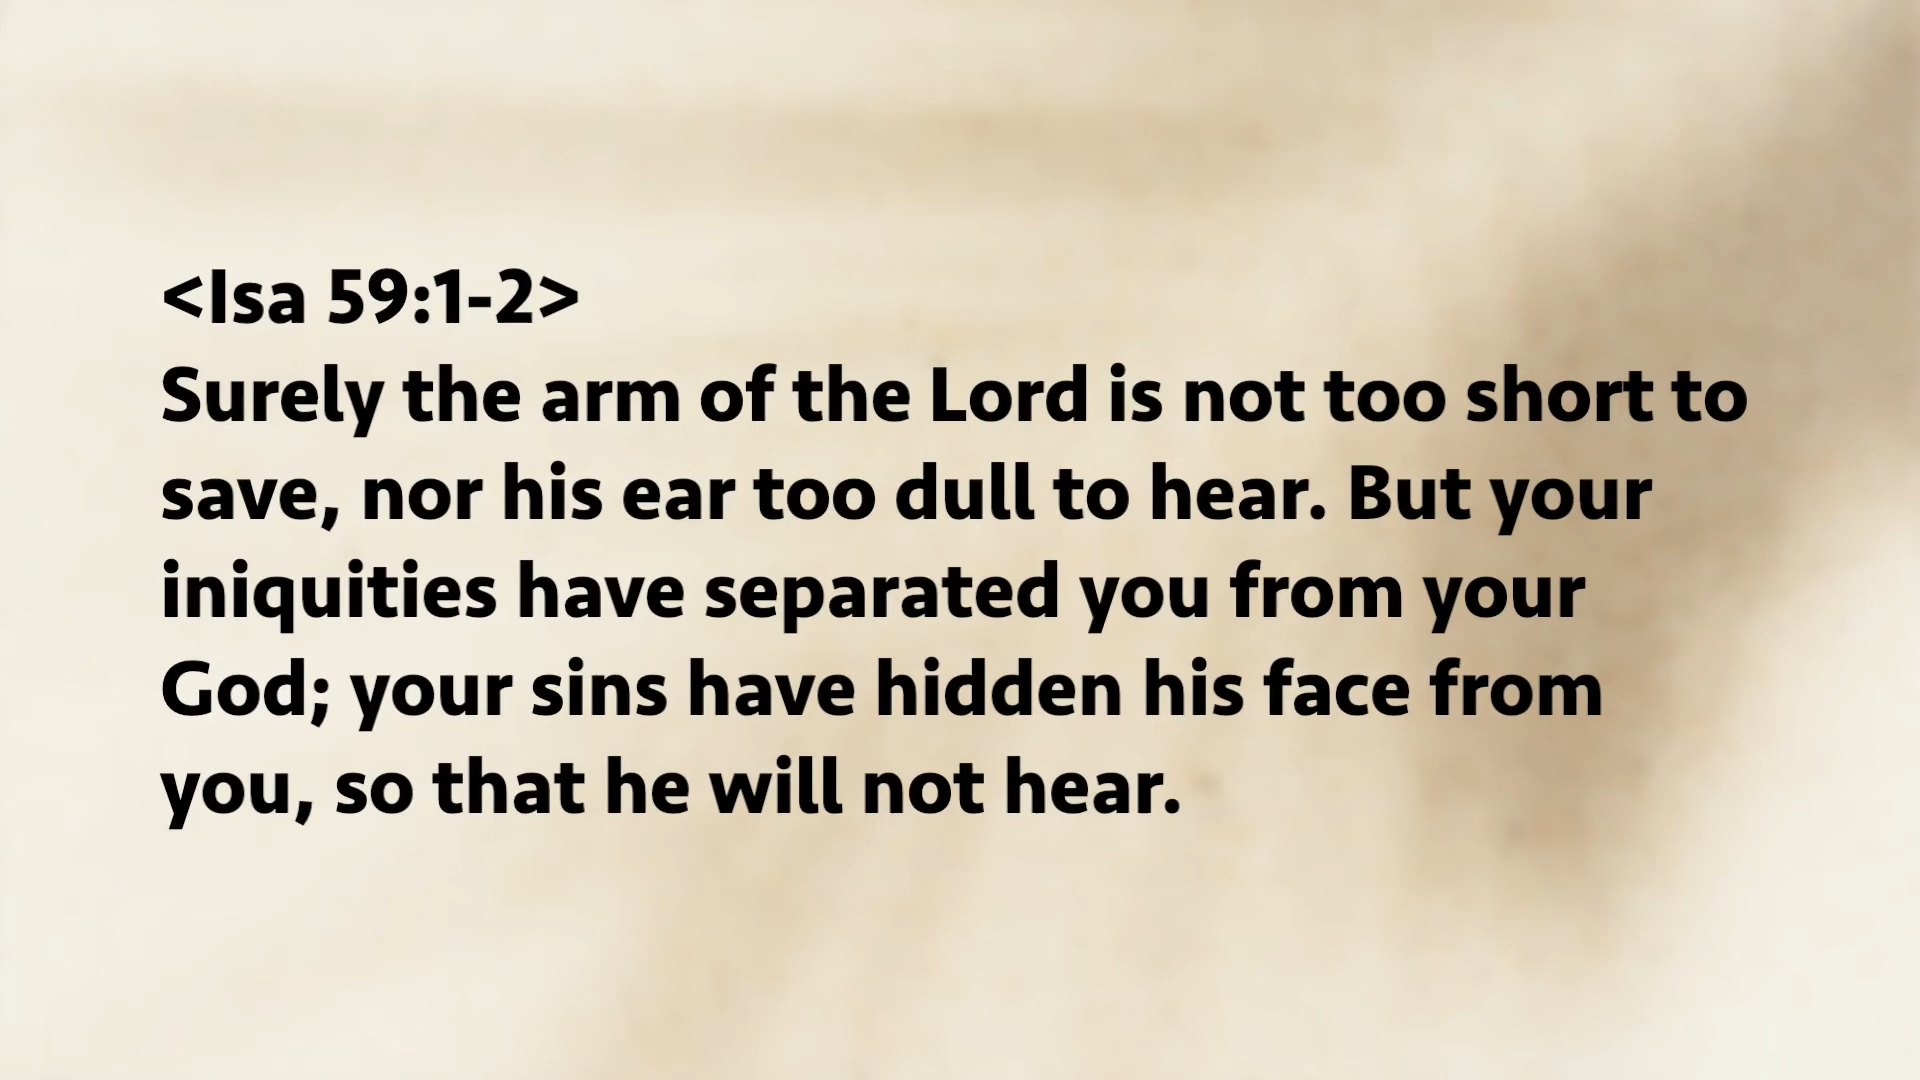 <Isa 59:1-2>
Surely the arm of the Lord is not too short to
save, nor his ear too dull to hear. But your
iniquities have separated you from your
God; your sins have hidden his face from
you, so that he will not hear.